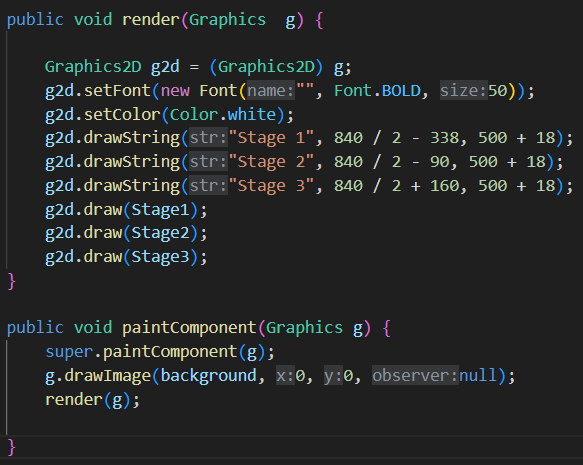 public void render(Graphics  g) {
Graphics2D g2d = (Graphics2D) g;
g2d.setFont(new Font(name:"", Font.BOLD, size:50));
g2d.setColor(Color.white);
g2d.drawString(str:"Stage 1", 840 / 2 - 338, 500 + 18);
g2d.drawString(str:"Stage 2", 840 / 2 - 90, 500 + 18);
g2d.drawString(str:"Stage 3", 840 / 2 + 160, 500 + 18);
g2d.draw(Stage1);
g2d.draw(Stage2);
g2d.draw(Stage3);
}
public void paintComponent(Graphics g) {
super.paintComponent(g);
g.drawImage(background, x:0, y:0, observer:null);
render(g);
}